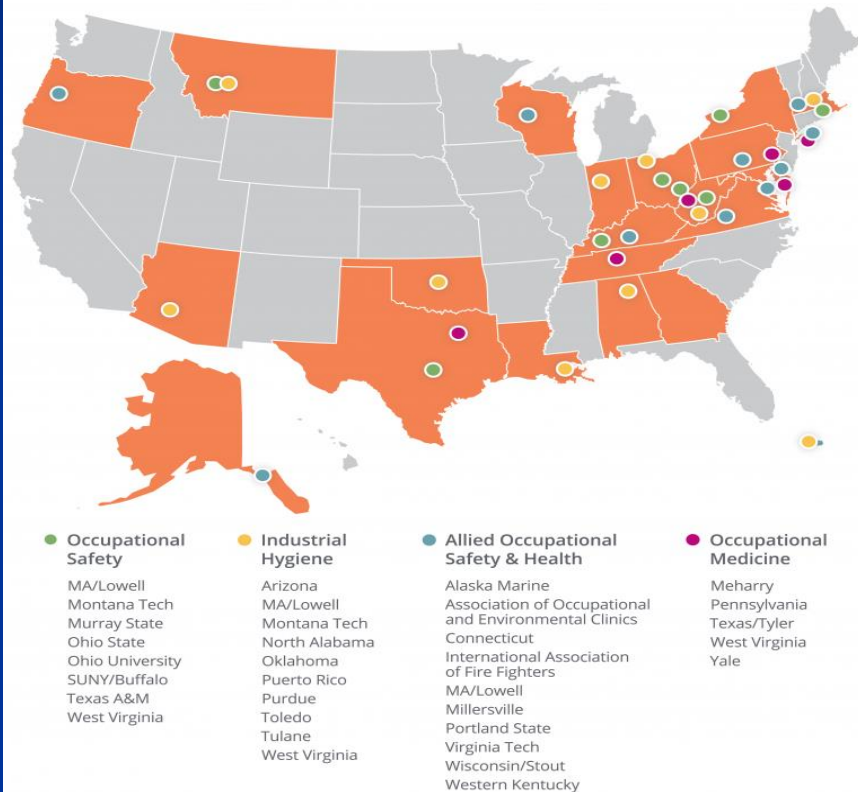 Occupational
Safety
MA/Lowell
Montana Tech
Murray State
Ohio State
Ohio University
SUNY/Buffalo
Texas A&M
West Virginia
Industrial
Hygiene
Arizona
MA/Lowell
Montana Tech
North Alabama
Oklahoma
Puerto Rico
Purdue
Toledo
Tulane
West Virginia
Allied Occupational
Safety & Health
Alaska Marine
Association of Occupational
and Environmental Clinics
Connecticut
International Association
of Fire Fighters
MA/Lowell
Millersville
Portland State
Virginia Tech
Wisconsin/Stout
Western Kentucky
Occupational
Medicine
Meharry
Pennsylvania
Texas/Tyler
West Virginia
Yale